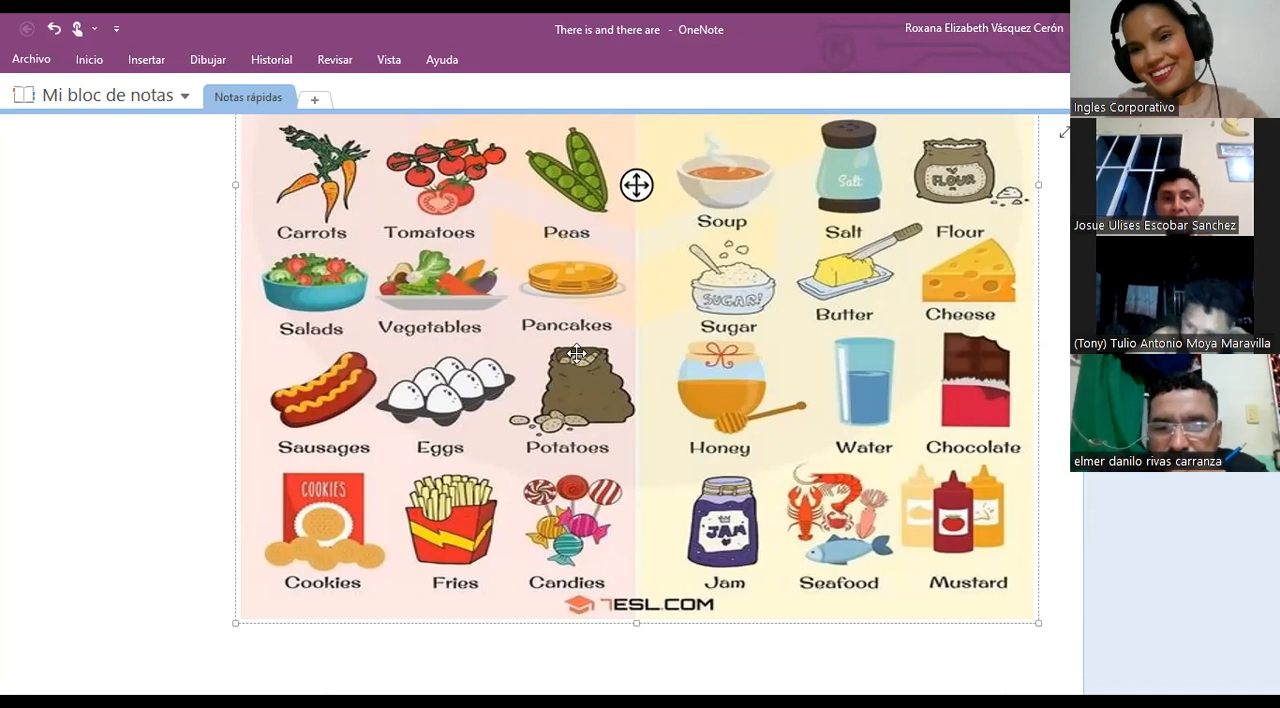 There is and there are - OneNote
Roxana Elizabeth Vásquez Cerón
Archivo Inicio Insertar Dibujar Historial Revisar Vista Ayuda
Mi bloc de notas Notas rápidas
Ingles Corporativo
Josue Ulises Escobar Sanchez
(Tony) Tulio Antonio Moya Maravilla
elmer danilo rivas carranza
Salt
FLOUR
Carrots Tomatoes Peas Soup Salt Flour
SUGAR!
Salads Vegetables Pancakes Sugar Butter Cheese
Sausages Eggs Potatoes Honey Water Chocolate
COOKIES
JAM
Cookies Fries Candies Jam Seafood Mustard
7ESL.COM